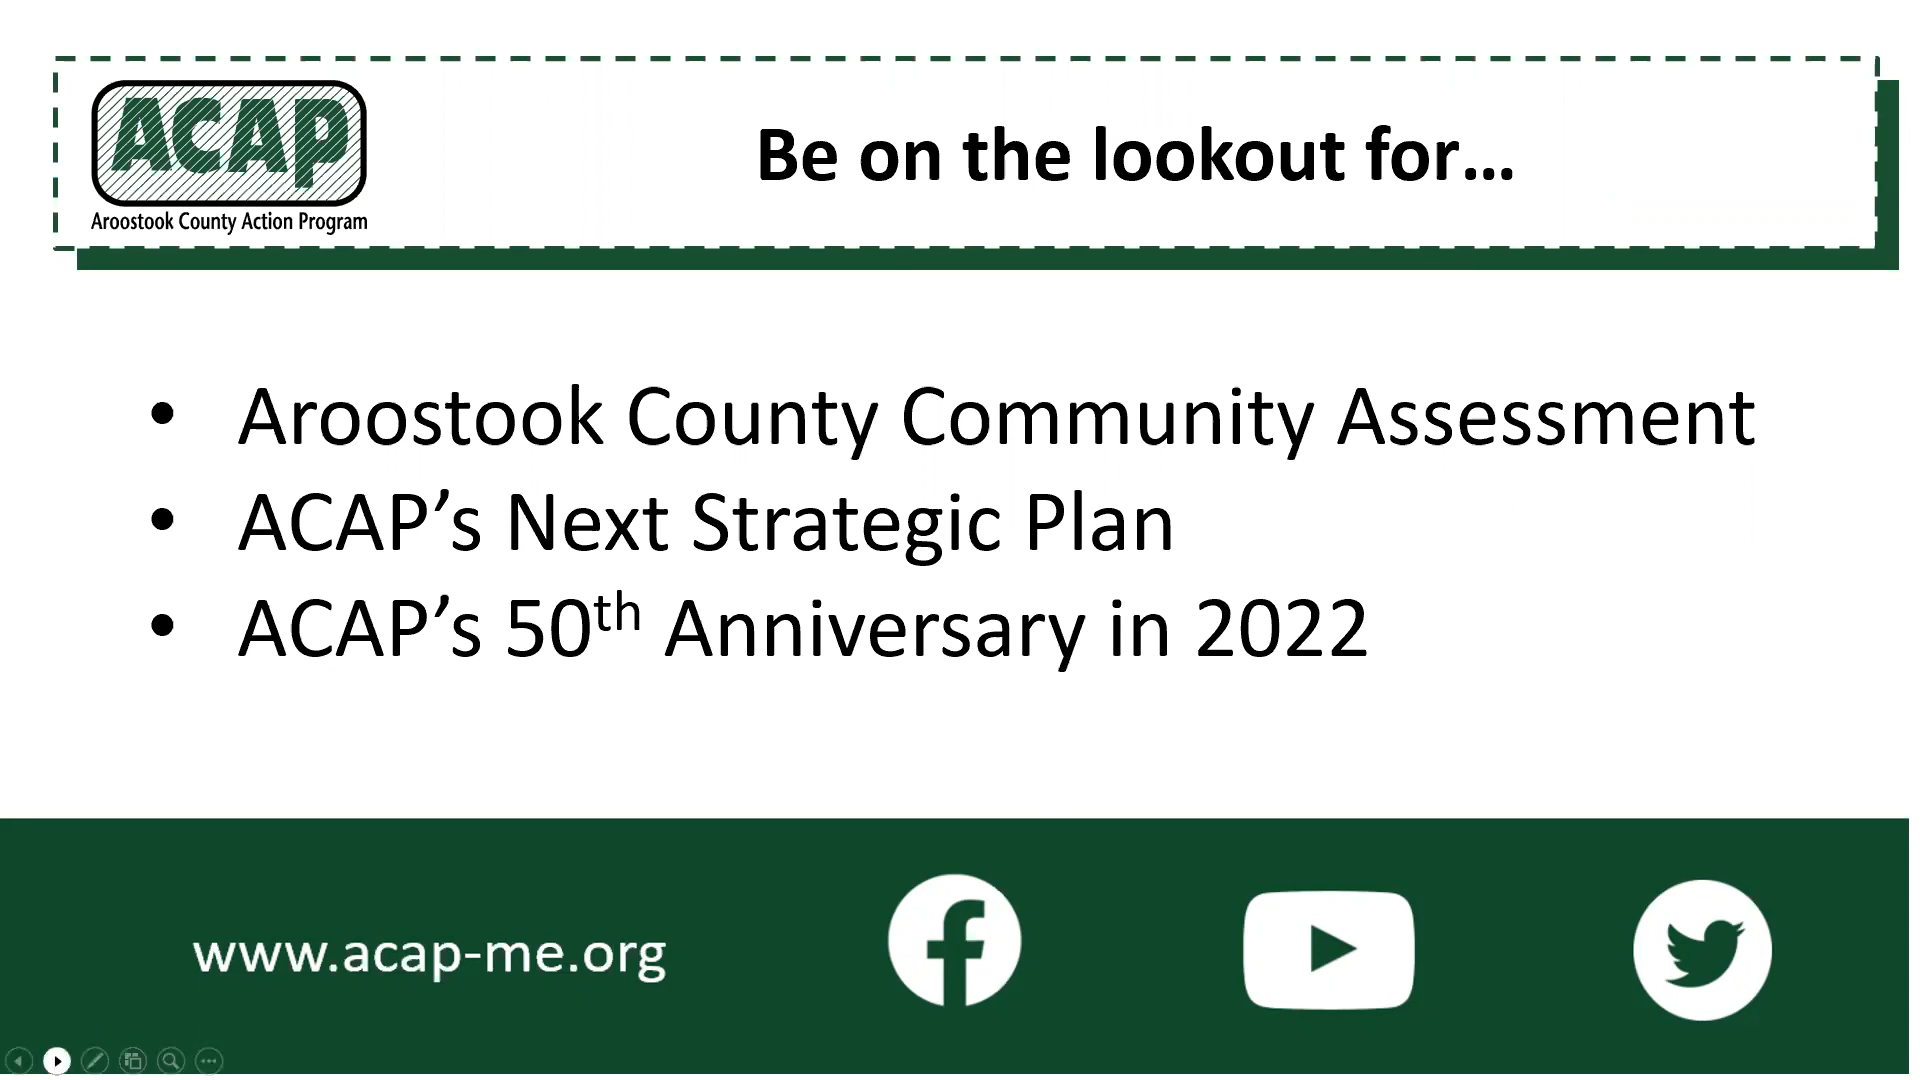 ACAP
Aroostook County Action Program
Be on the lookout for...
• Aroostook County Community Assessment
• ACAP’s Next Strategic Plan
• ACAP’s 50th Anniversary in 2022
www.acap-me.org